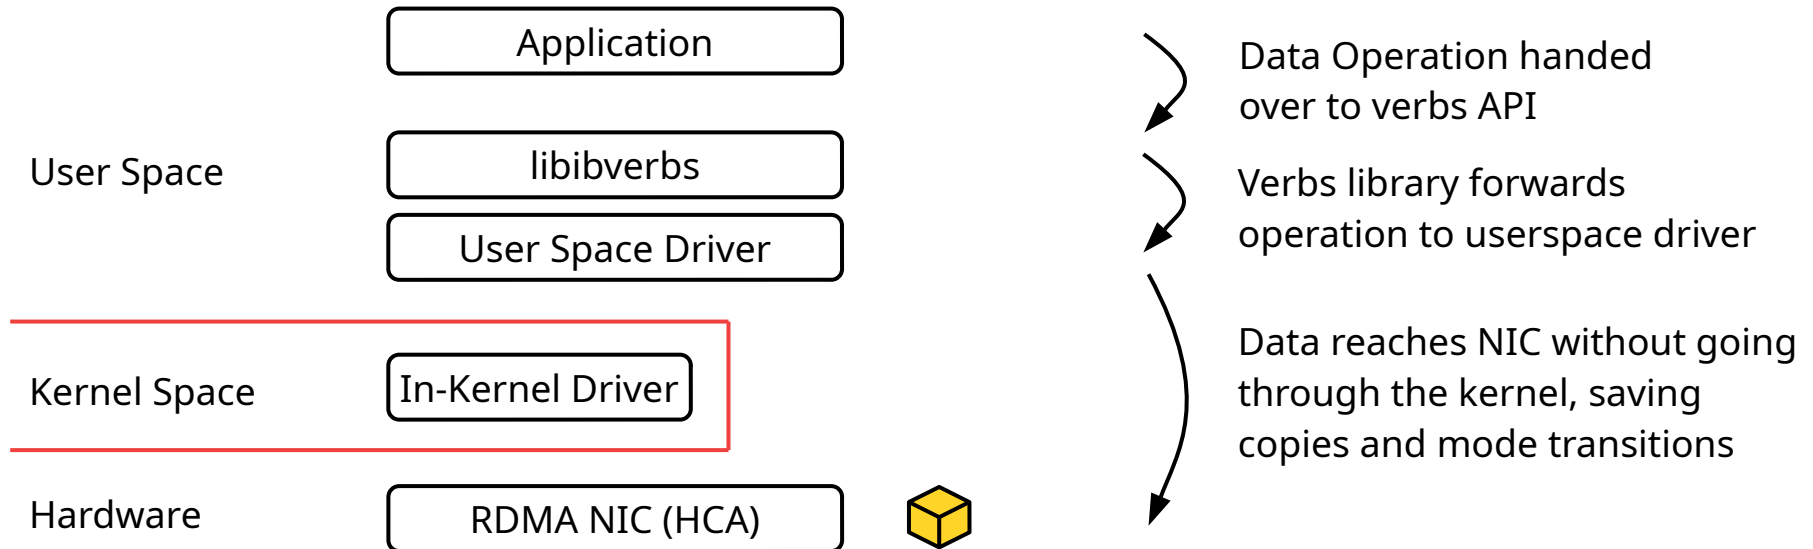 Application
Data Operation handed
over to verbs API
User Space
libibverbs
Verbs library forwards
operation to userspace driver
User Space Driver
Kernel Space
In-Kernel Driver
Data reaches NIC without going
through the kernel, saving
copies and mode transitions
Hardware
RDMA NIC (HCA)